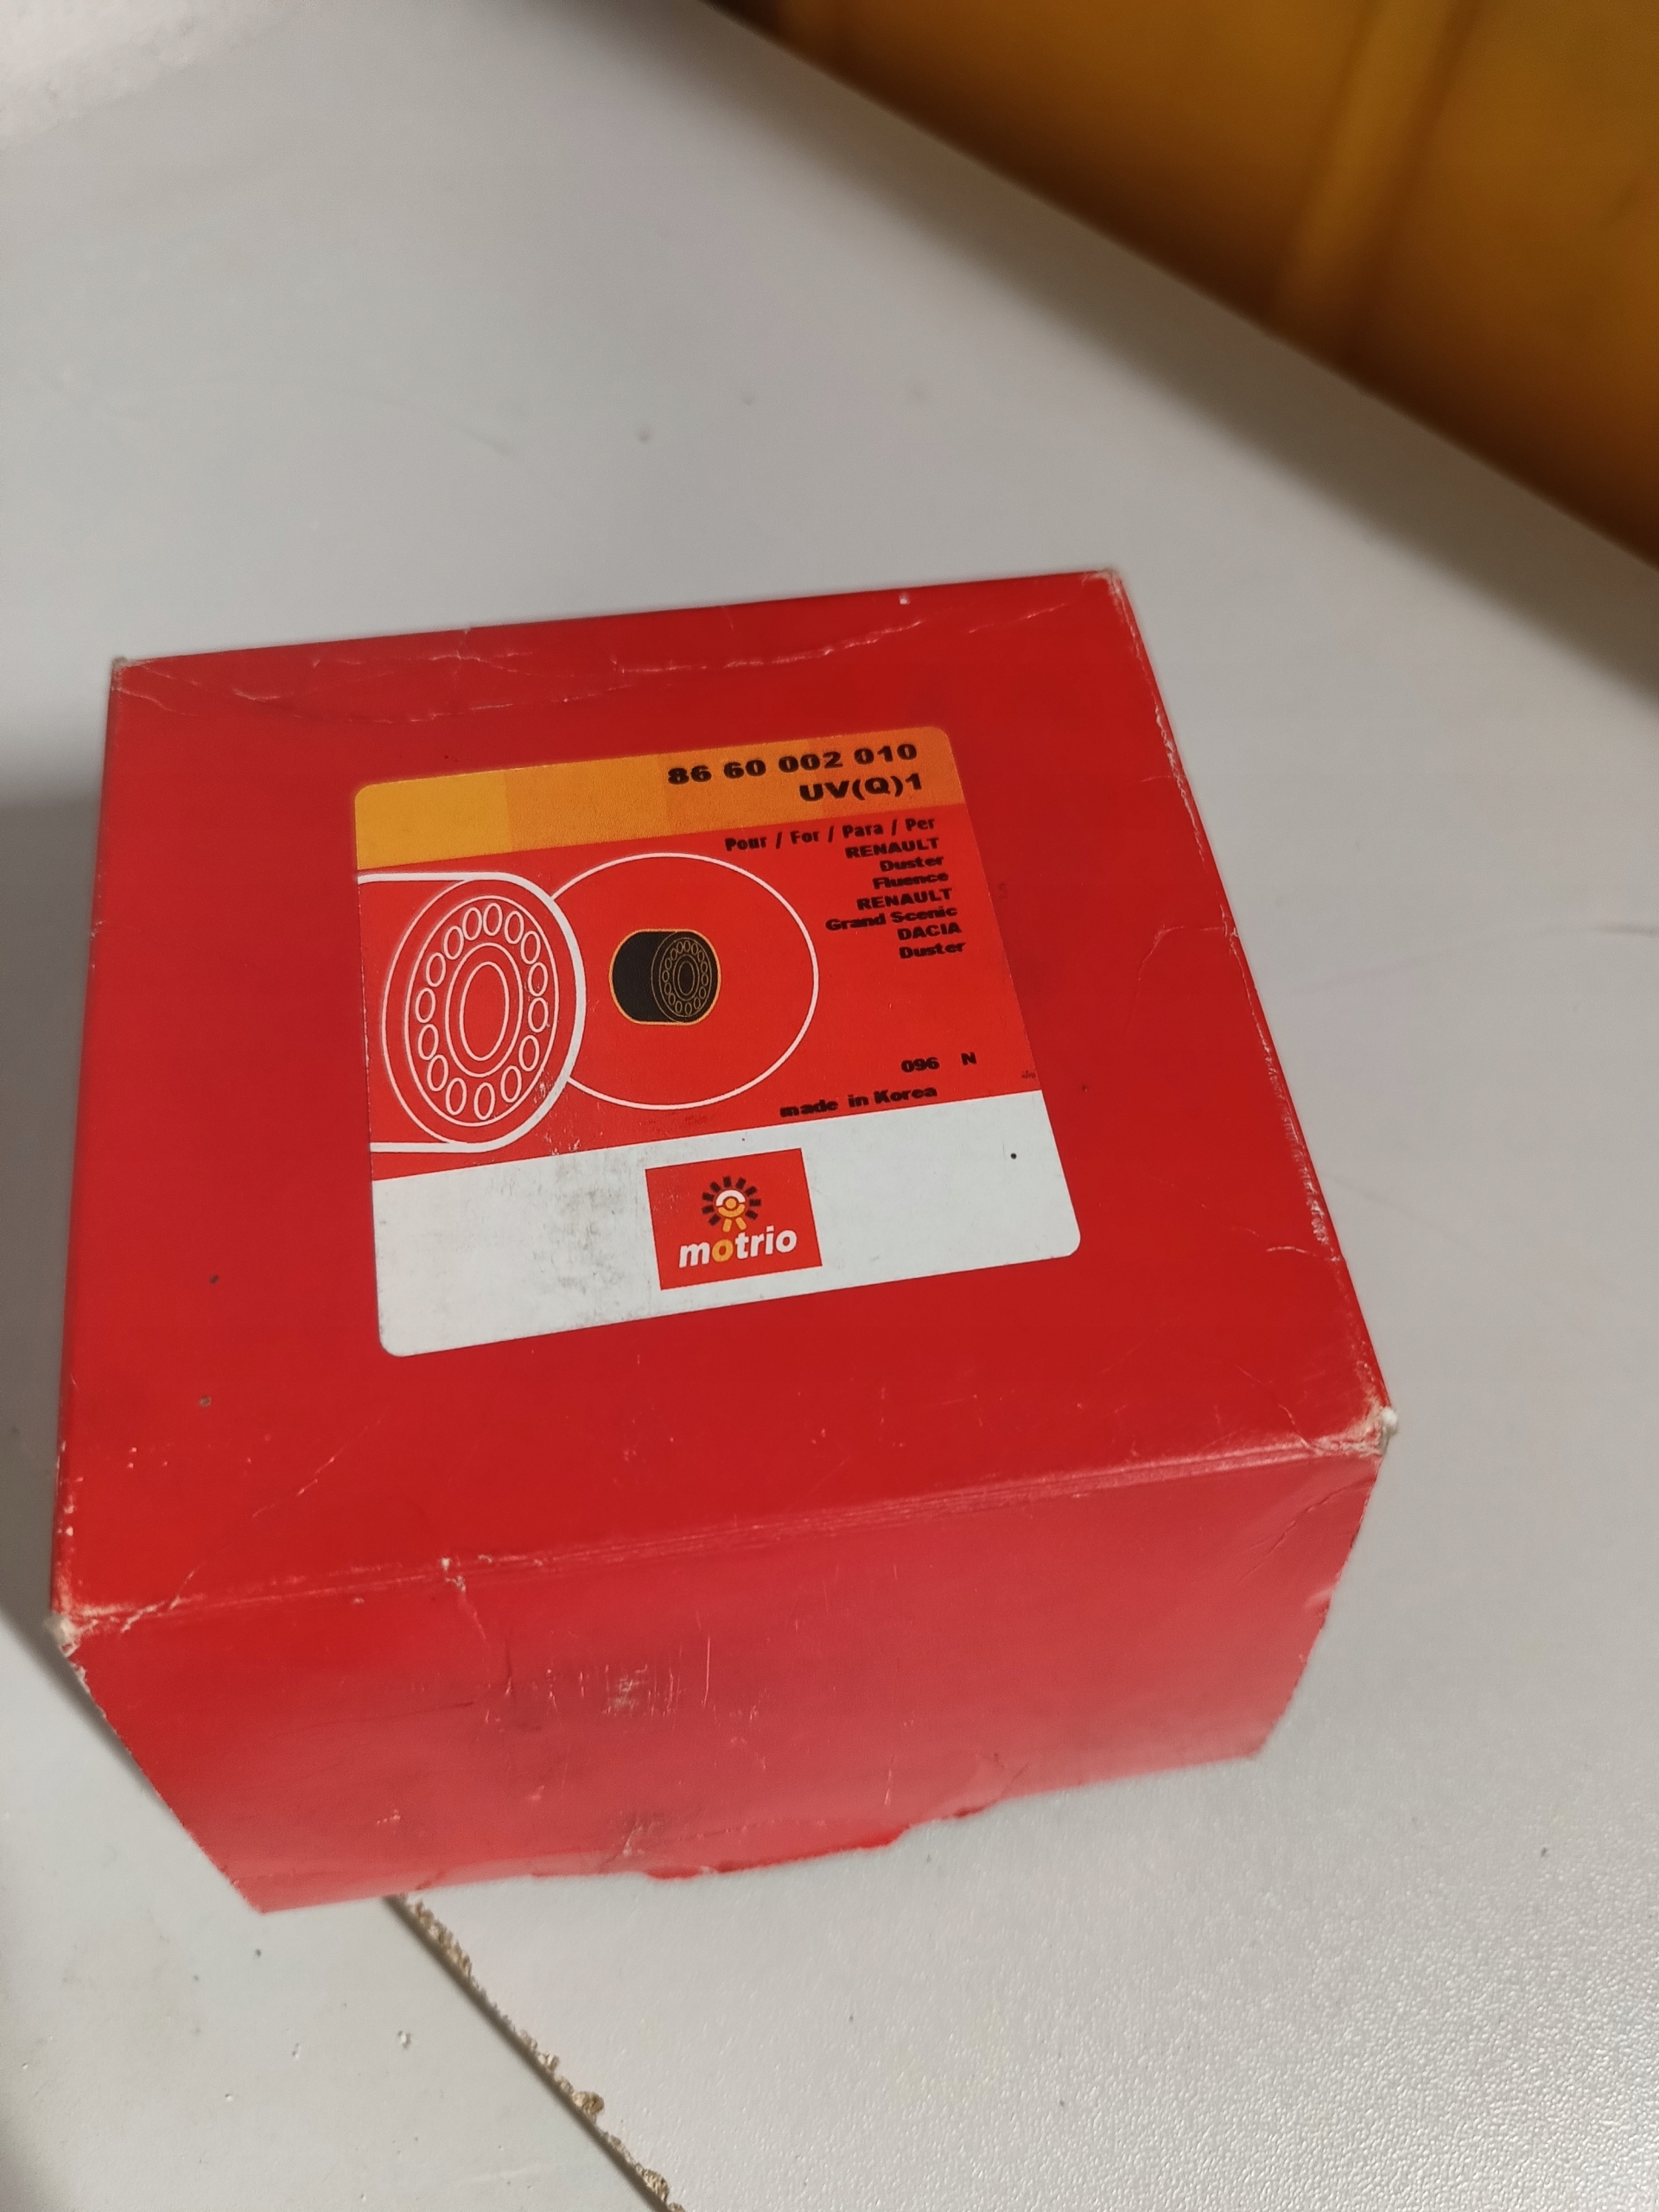 86 60 002 010
UV(Q)1
Pour / For / Para / Per
RENAULT
Duster
Fluence
RENAULT
Grand Scenic
DACIA
Duster
096 N
made in Korea
motrio